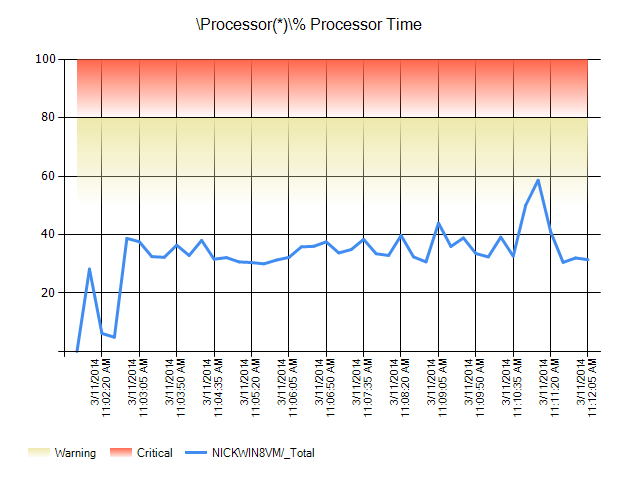 \Processor(*)\% Processor Time
100
80
60
40
20
3/11/2014
11:02:20 AM
3/11/2014
11:03:05 AM
3/11/2014
11:03:50 AM
3/11/2014
11:04:35 AM
3/11/2014
11:05:20 AM
3/11/2014
11:06:05 AM
3/11/2014
11:06:50 AM
3/11/2014
11:07:35 AM
3/11/2014
11:08:20 AM
3/11/2014
11:09:05 AM
3/11/2014
11:09:50 AM
3/11/2014
11:10:35 AM
3/11/2014
11:11:20 AM
3/11/2014
11:12:05 AM
Warning Critical NICKWIN8VM/_Total